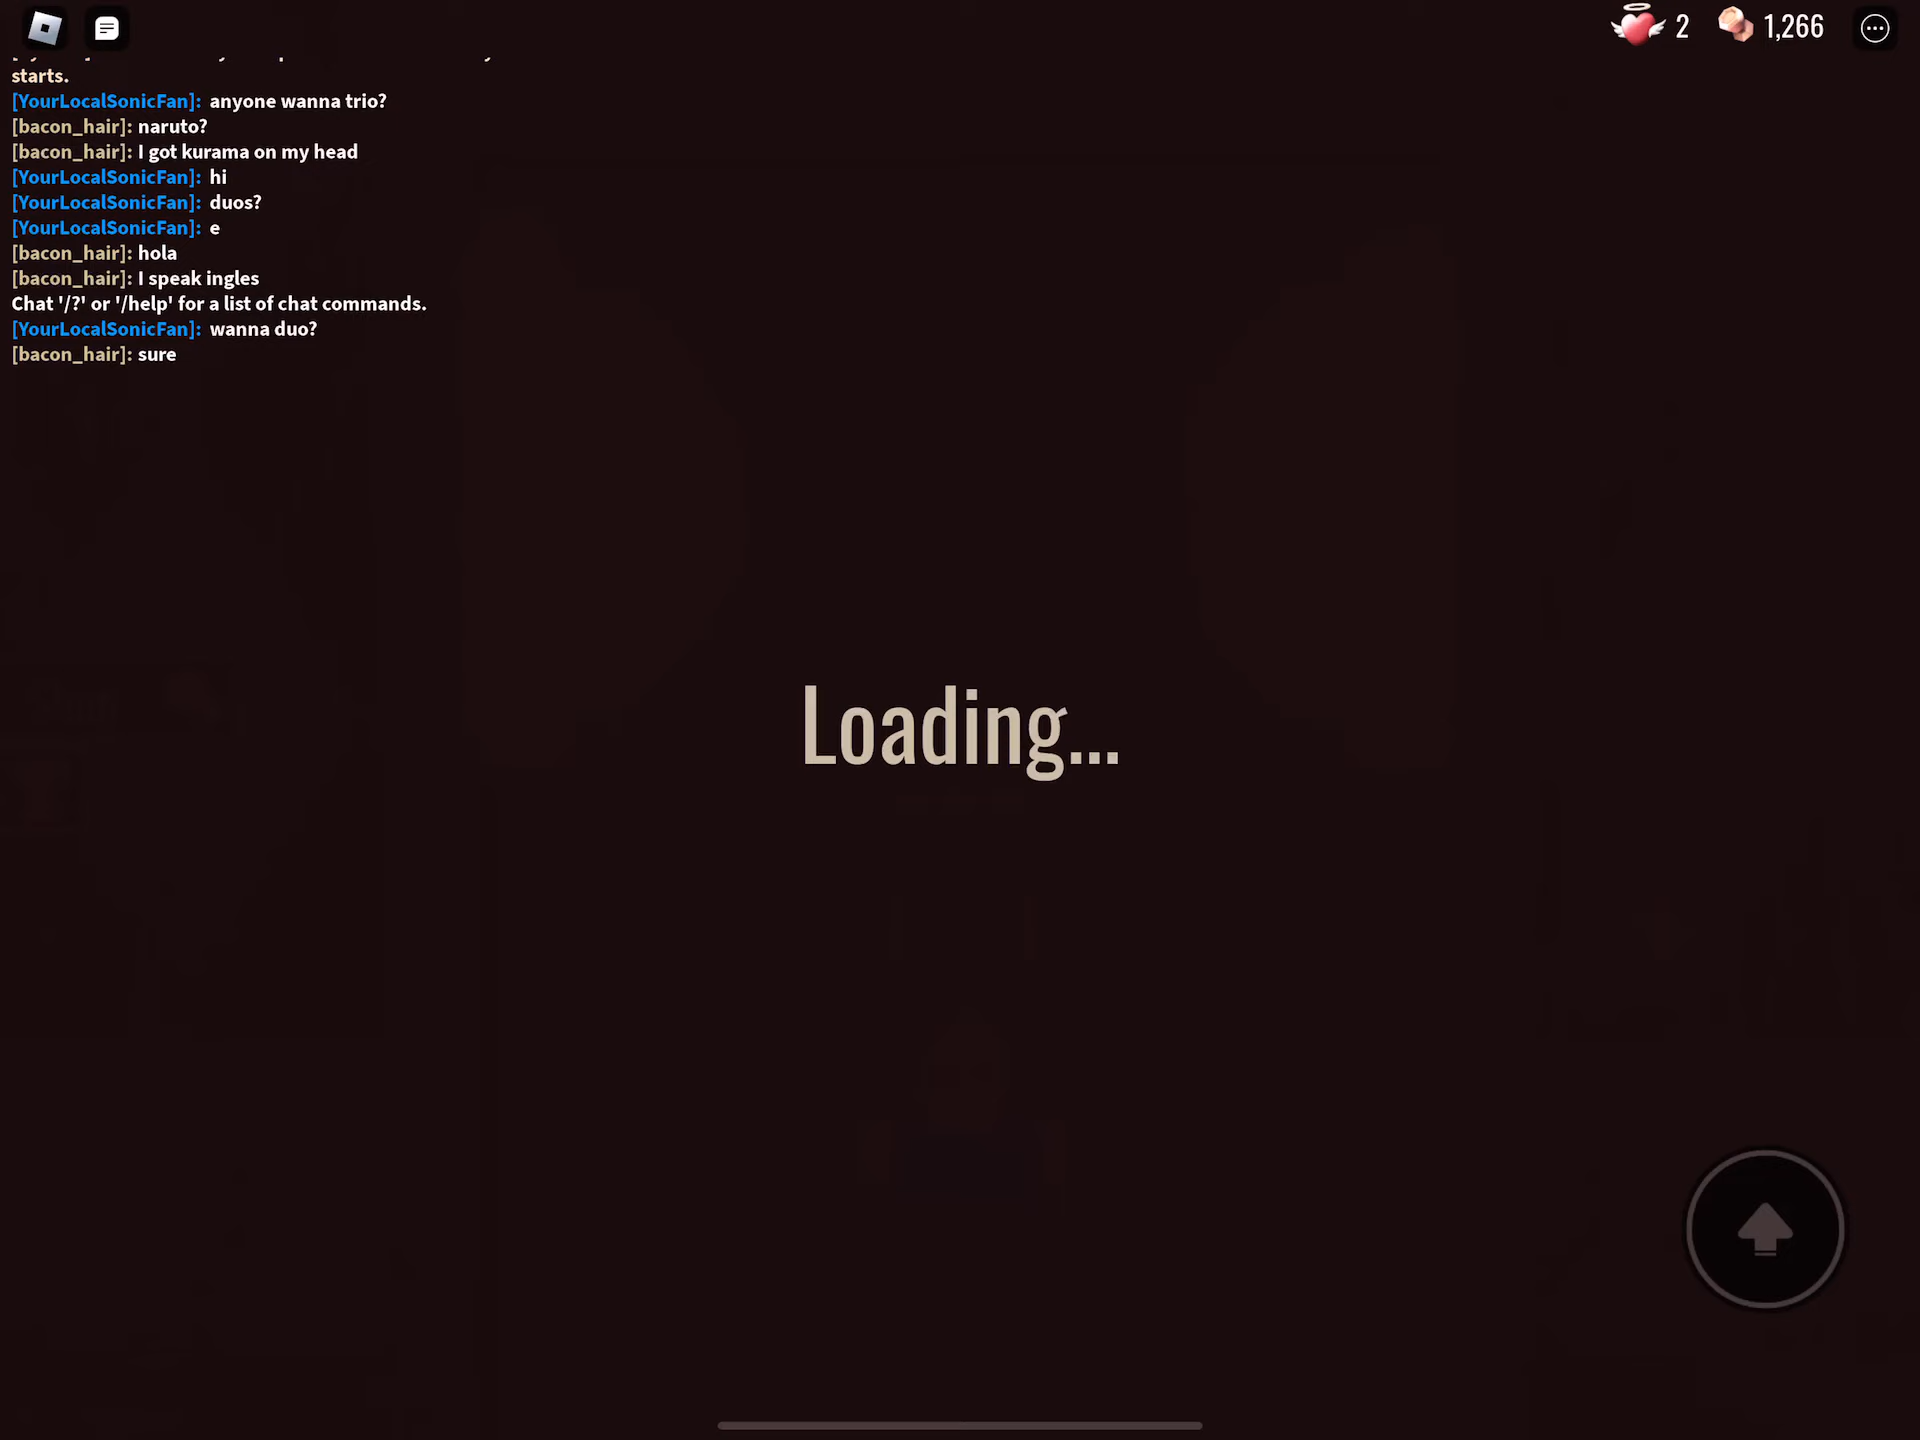 2
1,266
starts.
[YourLocalSonicFan]: anyone wanna trio?
[bacon_hair]: naruto?
[bacon_hair]: I got kurama on my head
[YourLocalSonicFan]: hi
[YourLocalSonicFan]: duos?
[YourLocalSonicFan]: e
[bacon_hair]: hola
[bacon_hair]: I speak ingles
Chat '/?' or '/help' for a list of chat commands.
[YourLocalSonicFan]: wanna duo?
[bacon_hair]: sure
Loading...